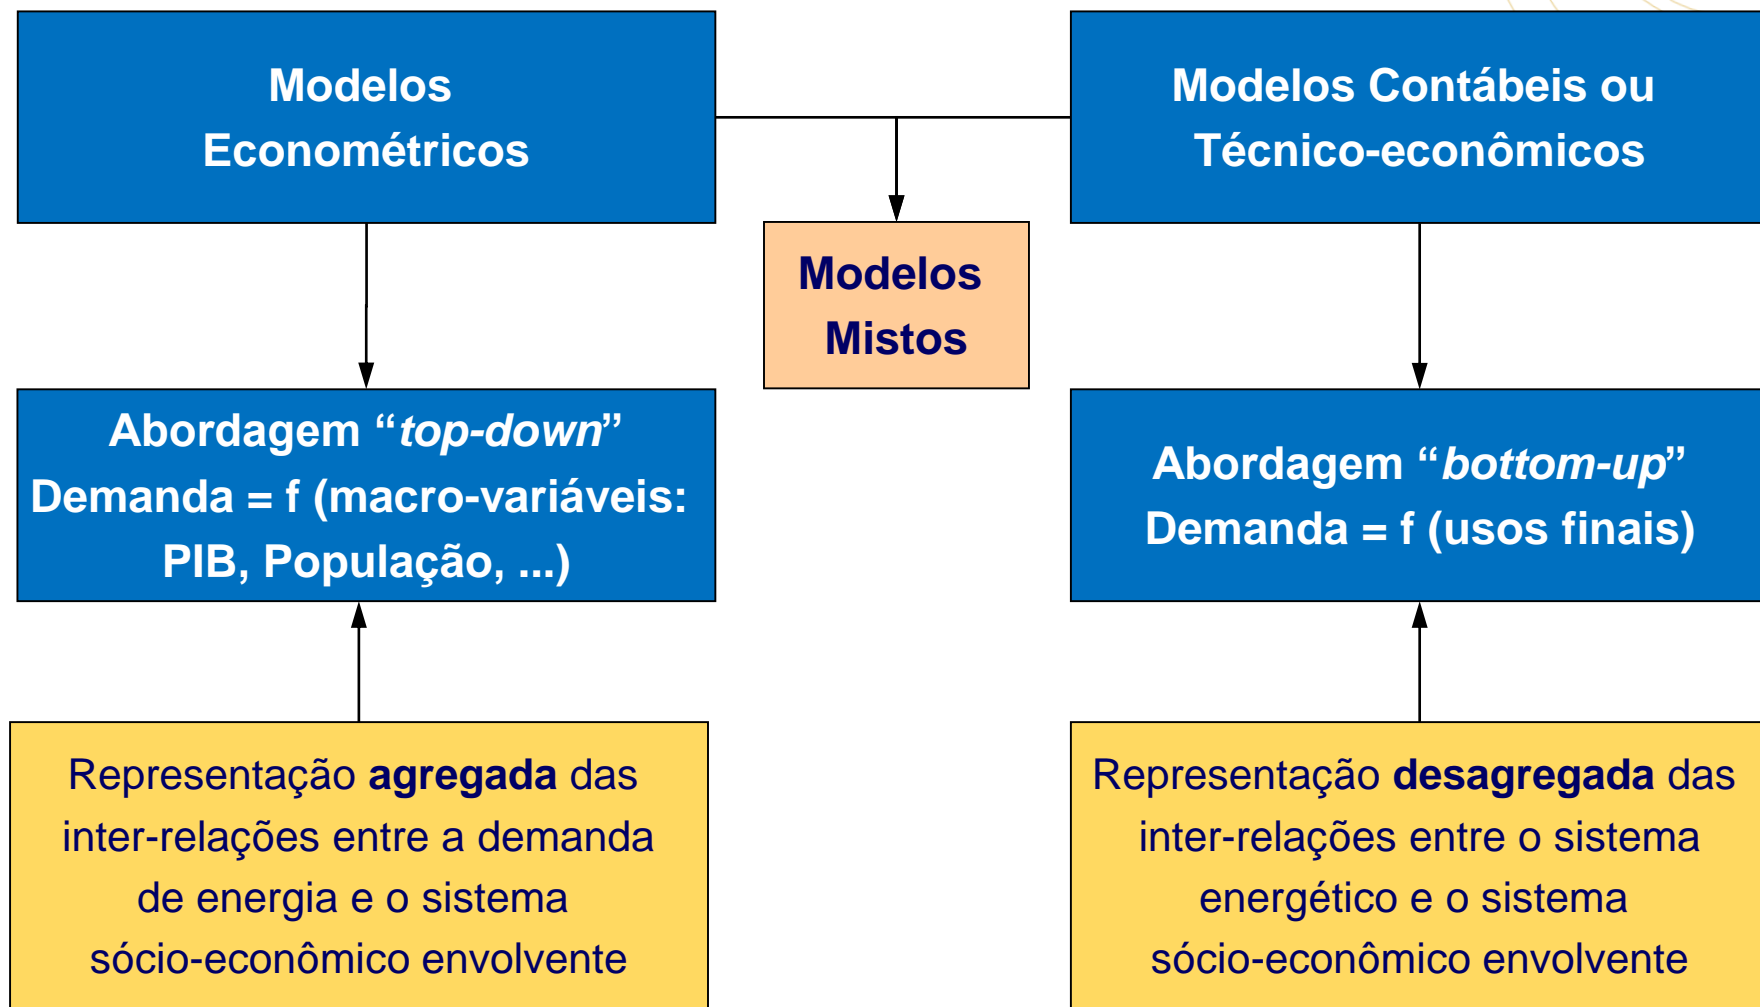 Modelos
Econométricos
Modelos Contábeis ou
Técnico-econômicos
Modelos
Mistos
Abordagem “top-down”
Demanda = f (macro-variáveis:
PIB, População, ...)
Abordagem “bottom-up”
Demanda = f (usos finais)
Representação agregada das
inter-relações entre a demanda
de energia e o sistema
sócio-econômico envolvente
Representação desagregada das
inter-relações entre o sistema
energético e o sistema
sócio-econômico envolvente